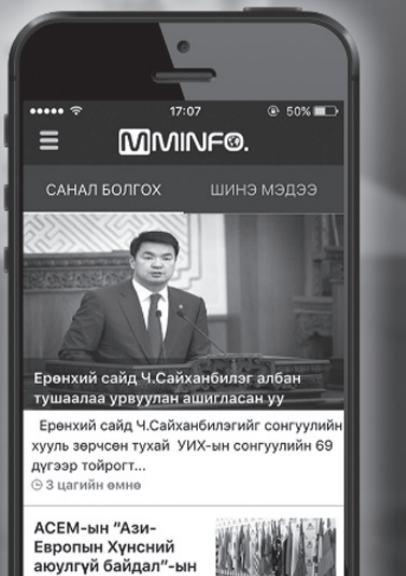 17:07
50%
MMINFO.
САНАЛ БОЛГОХ ШИНЭ МЭДЭЭ
Ерөнхий сайд Ч.Сайханбилэг албан
тушаалаа урвуулан ашигласан уу
Ерөнхий сайд Ч.Сайханбилэгийг сонгуулийн
хууль зөрчсөн тухай УИХ-ын сонгуулийн 69
дүгээр тойрогт...
3 цагийн өмнө
АСЕМ-ын “Ази-
Европын Хүнсний
аюулгүй байдал”-ын